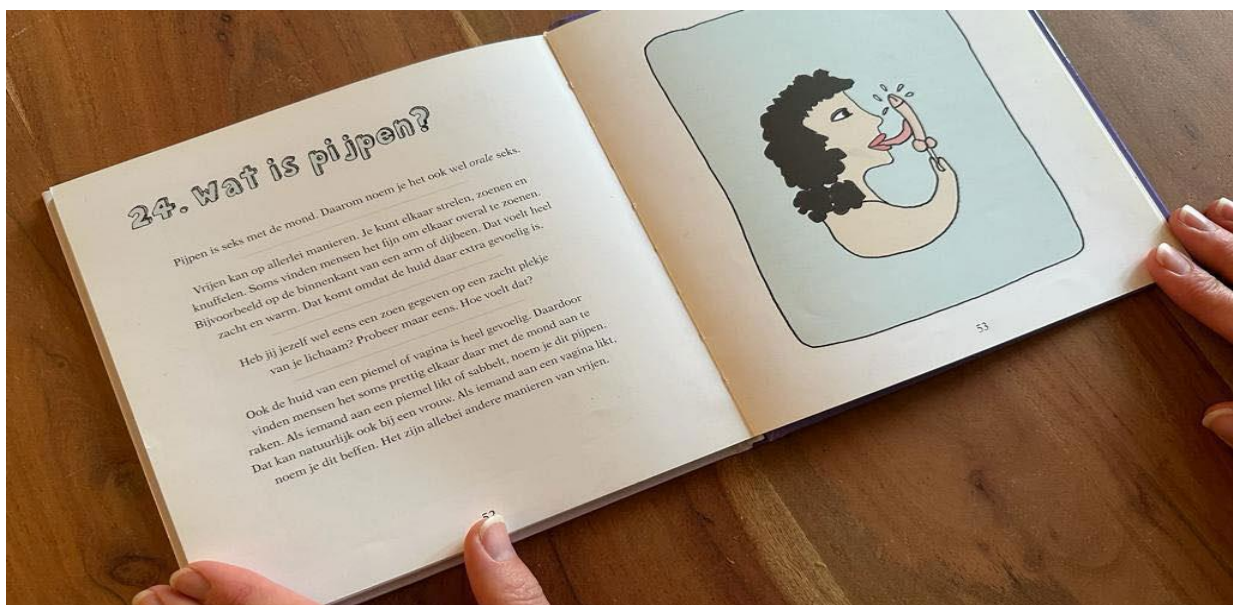 24. Wat is pijpen?
Pijpen is seks met de mond. Daarom noem je het ook wel orale seks.
Vrijen kan op allerlei manieren. Je kunt elkaar strelen, zoenen en
knuffelen. Soms vinden mensen het fijn om elkaar overal te zoenen.
Bijvoorbeeld op de binnenkant van een arm of dijbeen. Dat voelt heel
zacht en warm. Dat komt omdat de huid daar extra gevoelig is.
Heb jij jezelf wel eens een zoen gegeven op een zacht plekje
van je lichaam? Probeer maar eens. Hoe voelt dat?
Ook de huid van een piemel of vagina is heel gevoelig. Daardoor
vinden mensen het soms prettig elkaar daar met de mond aan te
raken. Als iemand aan een piemel likt of sabbelt, noem je dit pijpen.
Dat kan natuurlijk ook bij een vrouw. Als iemand aan een vagina likt,
noem je dit beffen. Het zijn allebei andere manieren van vrijen.
52
53